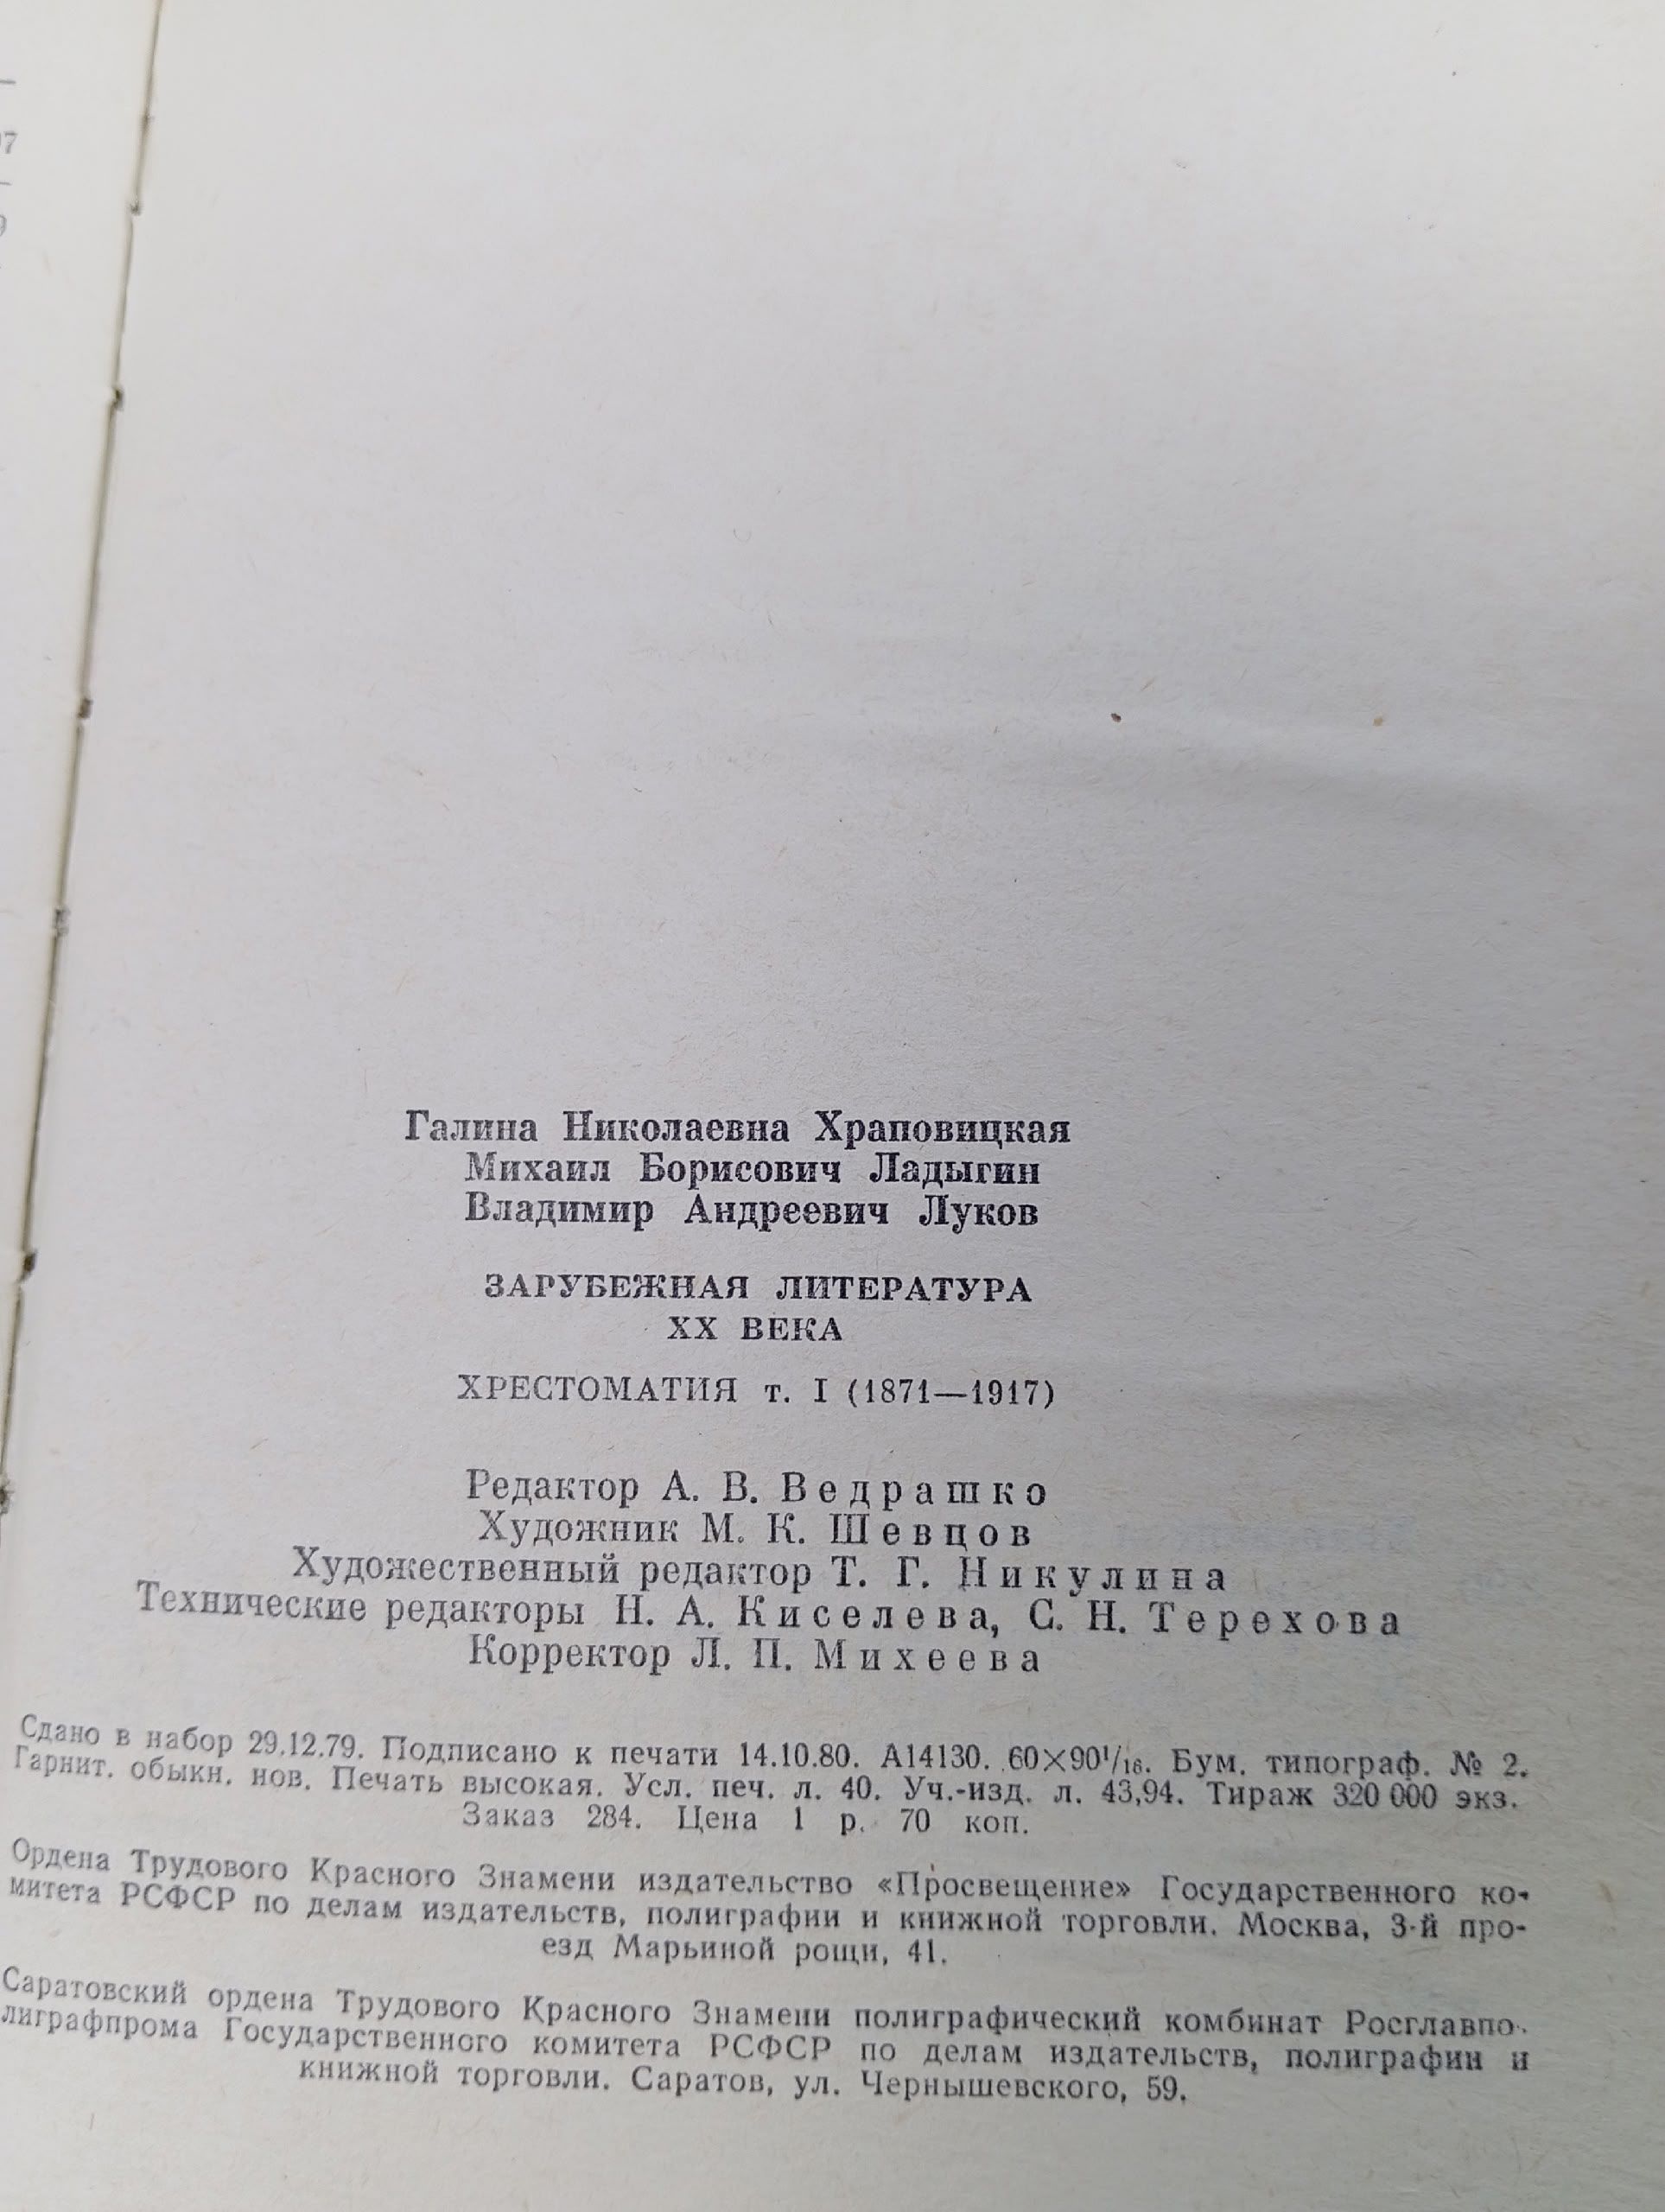 Галина Николаевна Храповицкая
Михаил Борисович Ладыгин
Владимир Андреевич Луков
ЗАРУБЕЖНАЯ ЛИТЕРАТУРА
XX ВЕКА
ХРЕСТОМАТИЯ т. I (1871—1917)
Редактор А. В. Ведрашко
Художник М. К. Шевцов
Художественный редактор Т. Г. Никулина
Технические редакторы Н. А. Киселева, С. Н. Терехова
Корректор Л. П. Михеева
Сдано в набор 29.12.79. Подписано к печати 14.10.80. А14130. 60×90¹/₁₆. Бум. типограф. № 2.
Гарнит. обыкн. нов. Печать высокая. Усл. печ. л. 40. Уч.-изд. л. 43,94. Тираж 320 000 экз.
Заказ 284. Цена 1 р. 70 коп.
Ордена Трудового Красного Знамени издательство «Просвещение» Государственного ко-
митета РСФСР по делам издательств, полиграфии и книжной торговли. Москва, 3-й про-
езд Марьиной рощи, 41.
Саратовский ордена Трудового Красного Знамени полиграфический комбинат Росглавпо-
лиграфпрома Государственного комитета РСФСР по делам издательств, полиграфии и
книжной торговли. Саратов, ул. Чернышевского, 59.